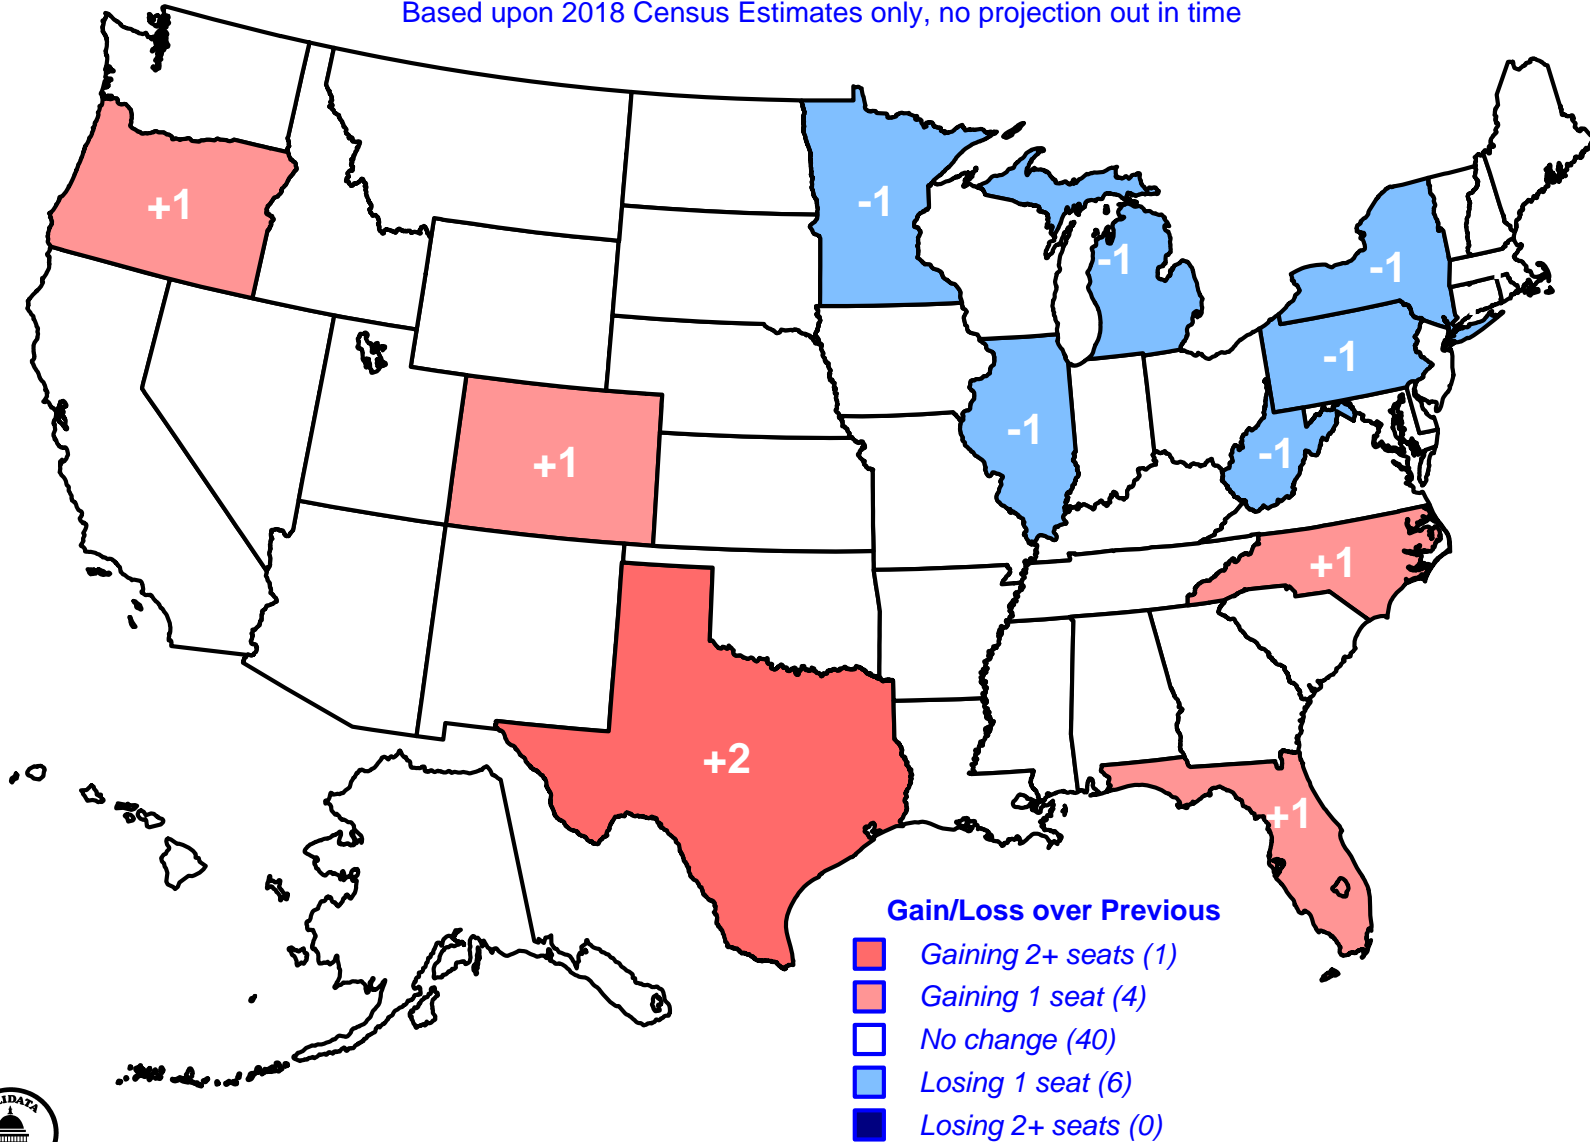 Based upon 2018 Census Estimates only, no projection out in time
+1
-1
-1
-1
-1
+1
-1
-1
+1
+2
+1
Gain/Loss over Previous
Gaining 2+ seats (1)
Gaining 1 seat (4)
No change (40)
Losing 1 seat (6)
Losing 2+ seats (0)